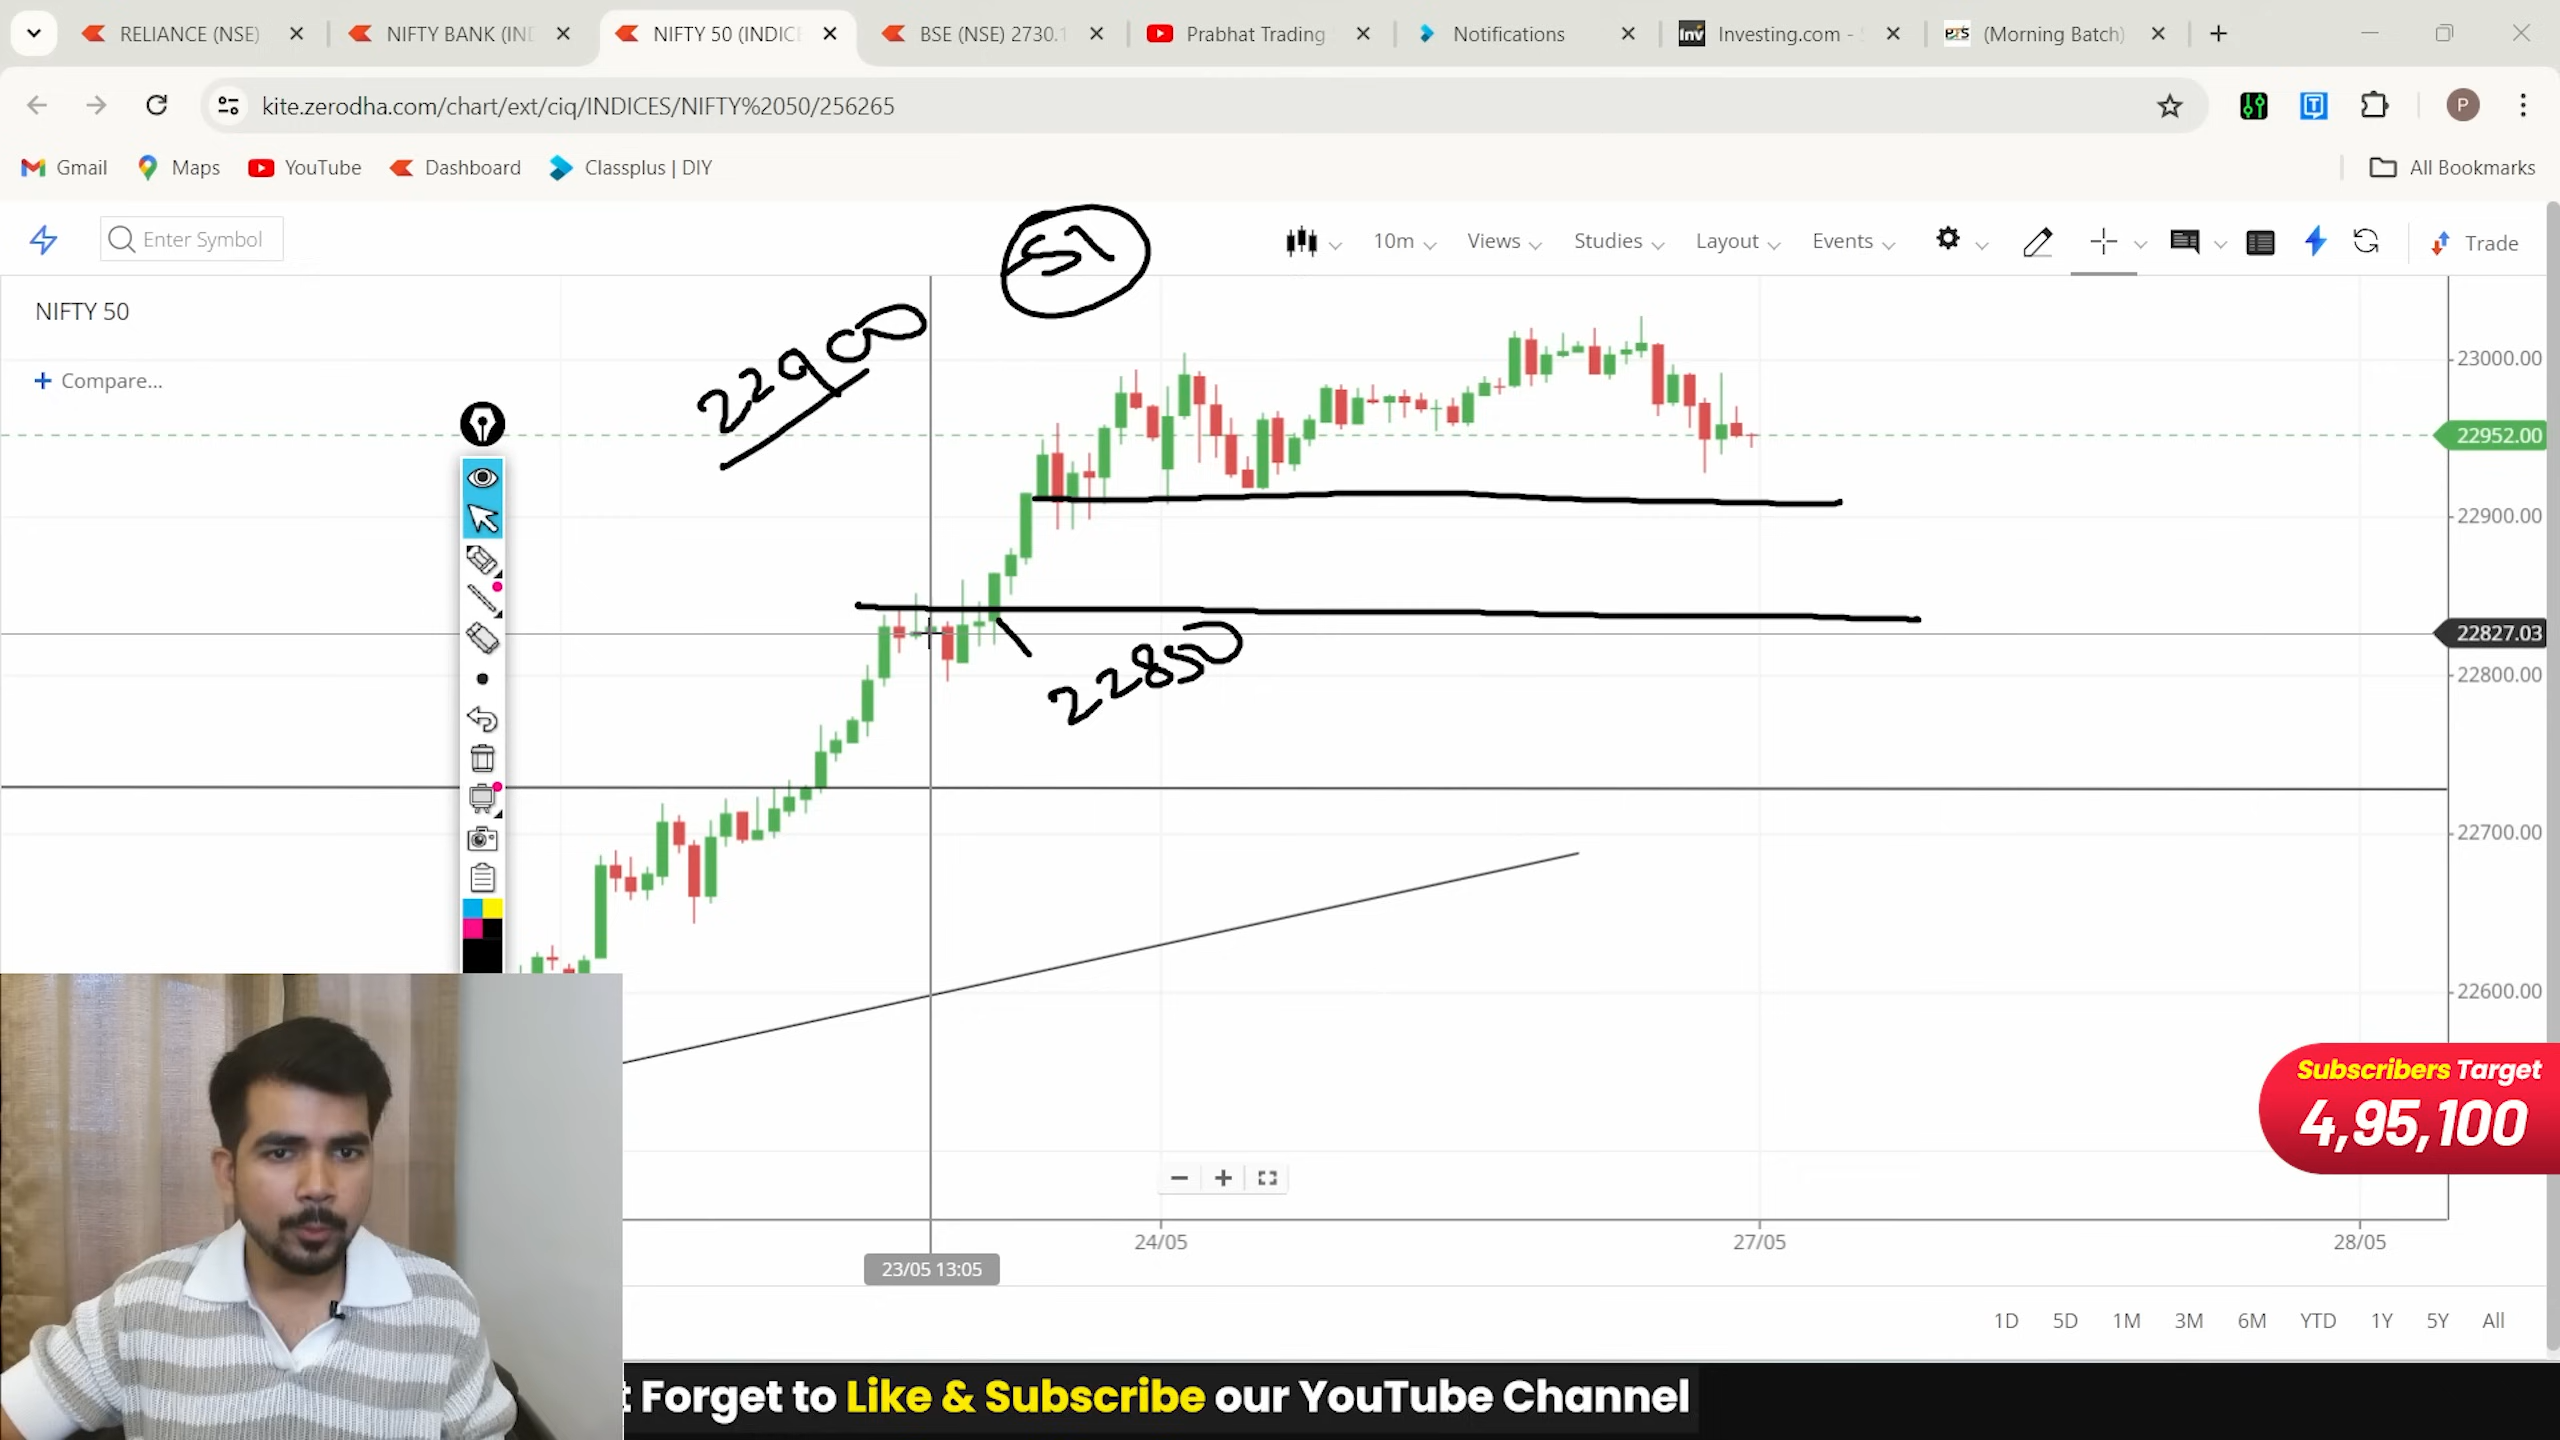 RELIANCE (NSE)
NIFTY BANK (IND
NIFTY 50 (INDICE
BSE (NSE) 2730.1
Prabhat Trading
Notifications
Investing.com -
PTS (Morning Batch)
kite.zerodha.com/chart/ext/ciq/INDICES/NIFTY%2050/256265
P
Gmail
Maps
YouTube
Dashboard
Classplus | DIY
All Bookmarks
Enter Symbol
10m
Views
Studies
Layout
Events
Trade
NIFTY 50
Compare...
22900
22850
23000.00
22952.00
22900.00
22827.03
22800.00
22700.00
22600.00
Subscribers Target
4,95,100
23/05 13:05
24/05
27/05
28/05
1D 5D 1M 3M 6M YTD 1Y 5Y All
t Forget to Like & Subscribe our YouTube Channel